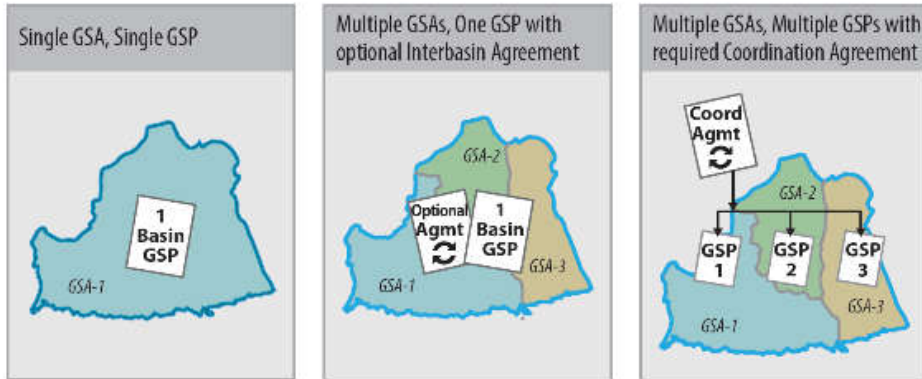 Single GSA, Single GSP
1
Basin
GSP
GSA-1
Multiple GSAs, One GSP with
optional Interbasin Agreement
GSA-2
Optional
Agmt
1
Basin
GSP
GSA-3
GSA-1
Multiple GSAs, Multiple GSPs with
required Coordination Agreement
Coord
Agmt
GSA-2
GSP
1
GSP
2
GSP
3
GSA-3
GSA-1